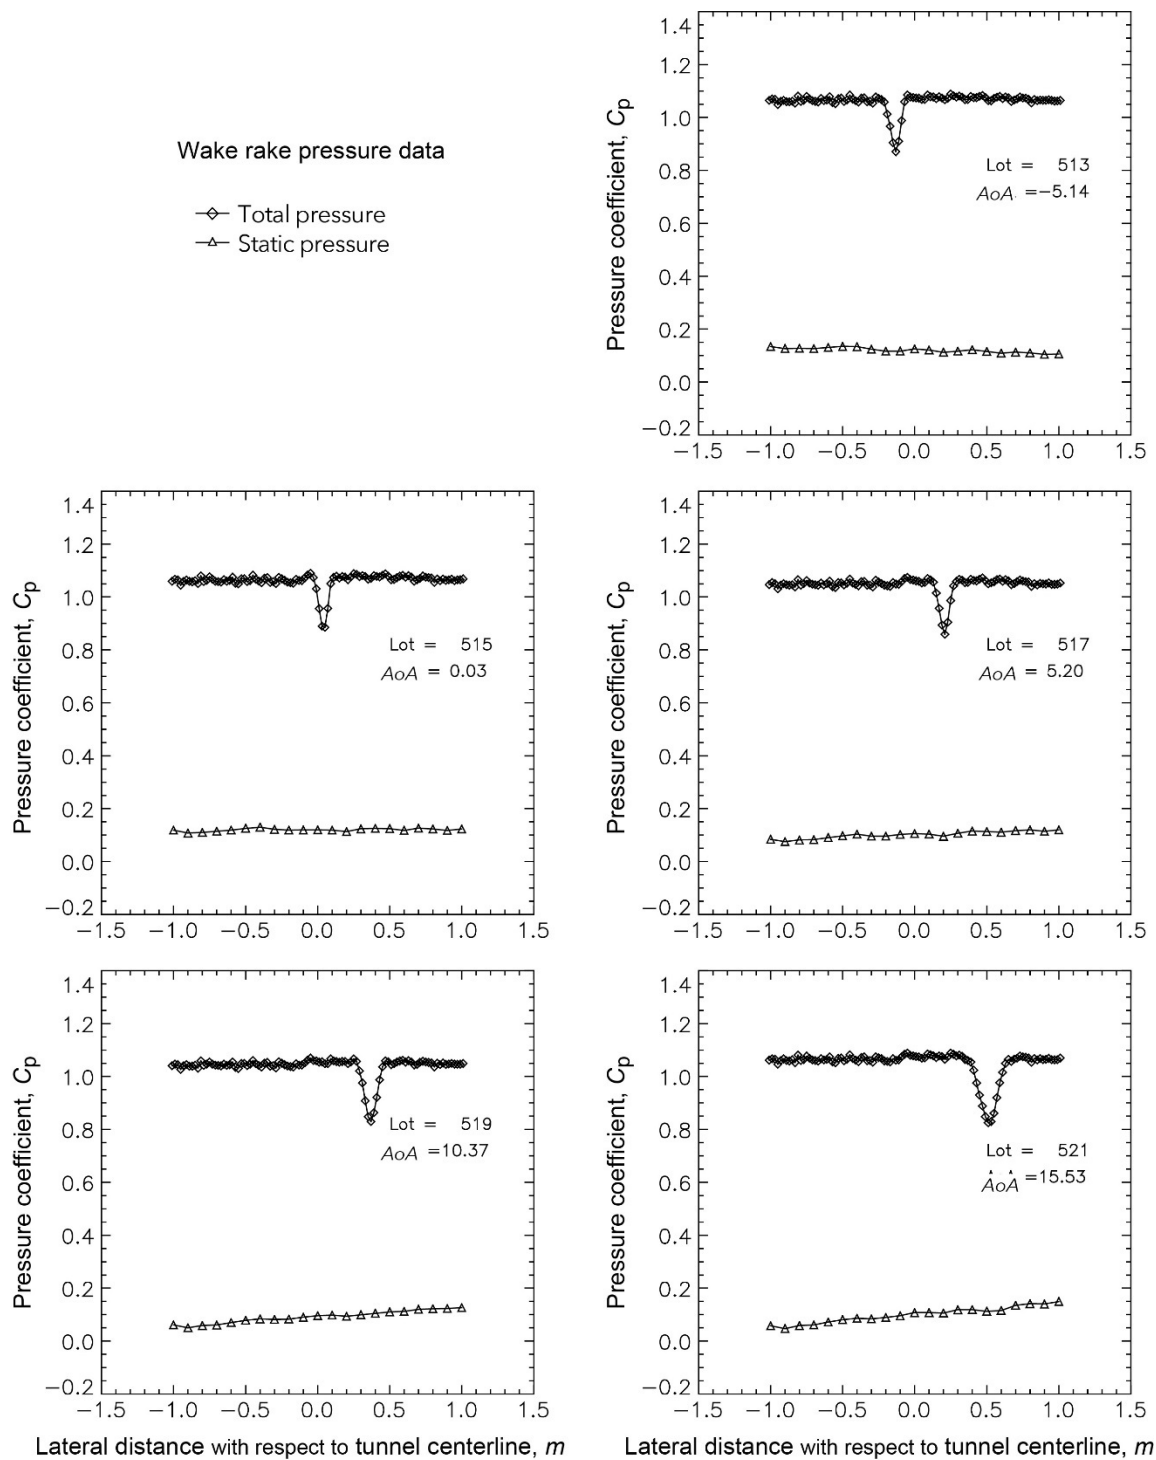 Wake rake pressure data
Total pressure
Static pressure
Pressure coefficient, Cp
1.4
1.2
1.0
0.8
0.6
0.4
0.2
0.0
−0.2
Lot = 513
AoA =−5.14
−1.5 −1.0 −0.5 0.0 0.5 1.0 1.5
Pressure coefficient, Cp
1.4
1.2
1.0
0.8
0.6
0.4
0.2
0.0
−0.2
Lot = 515
AoA = 0.03
−1.5 −1.0 −0.5 0.0 0.5 1.0 1.5
Pressure coefficient, Cp
1.4
1.2
1.0
0.8
0.6
0.4
0.2
0.0
−0.2
Lot = 517
AoA = 5.20
−1.5 −1.0 −0.5 0.0 0.5 1.0 1.5
Pressure coefficient, Cp
1.4
1.2
1.0
0.8
0.6
0.4
0.2
0.0
−0.2
Lot = 519
AoA =10.37
−1.5 −1.0 −0.5 0.0 0.5 1.0 1.5
Lateral distance with respect to tunnel centerline, m
Pressure coefficient, Cp
1.4
1.2
1.0
0.8
0.6
0.4
0.2
0.0
−0.2
Lot = 521
AoA =15.53
−1.5 −1.0 −0.5 0.0 0.5 1.0 1.5
Lateral distance with respect to tunnel centerline, m